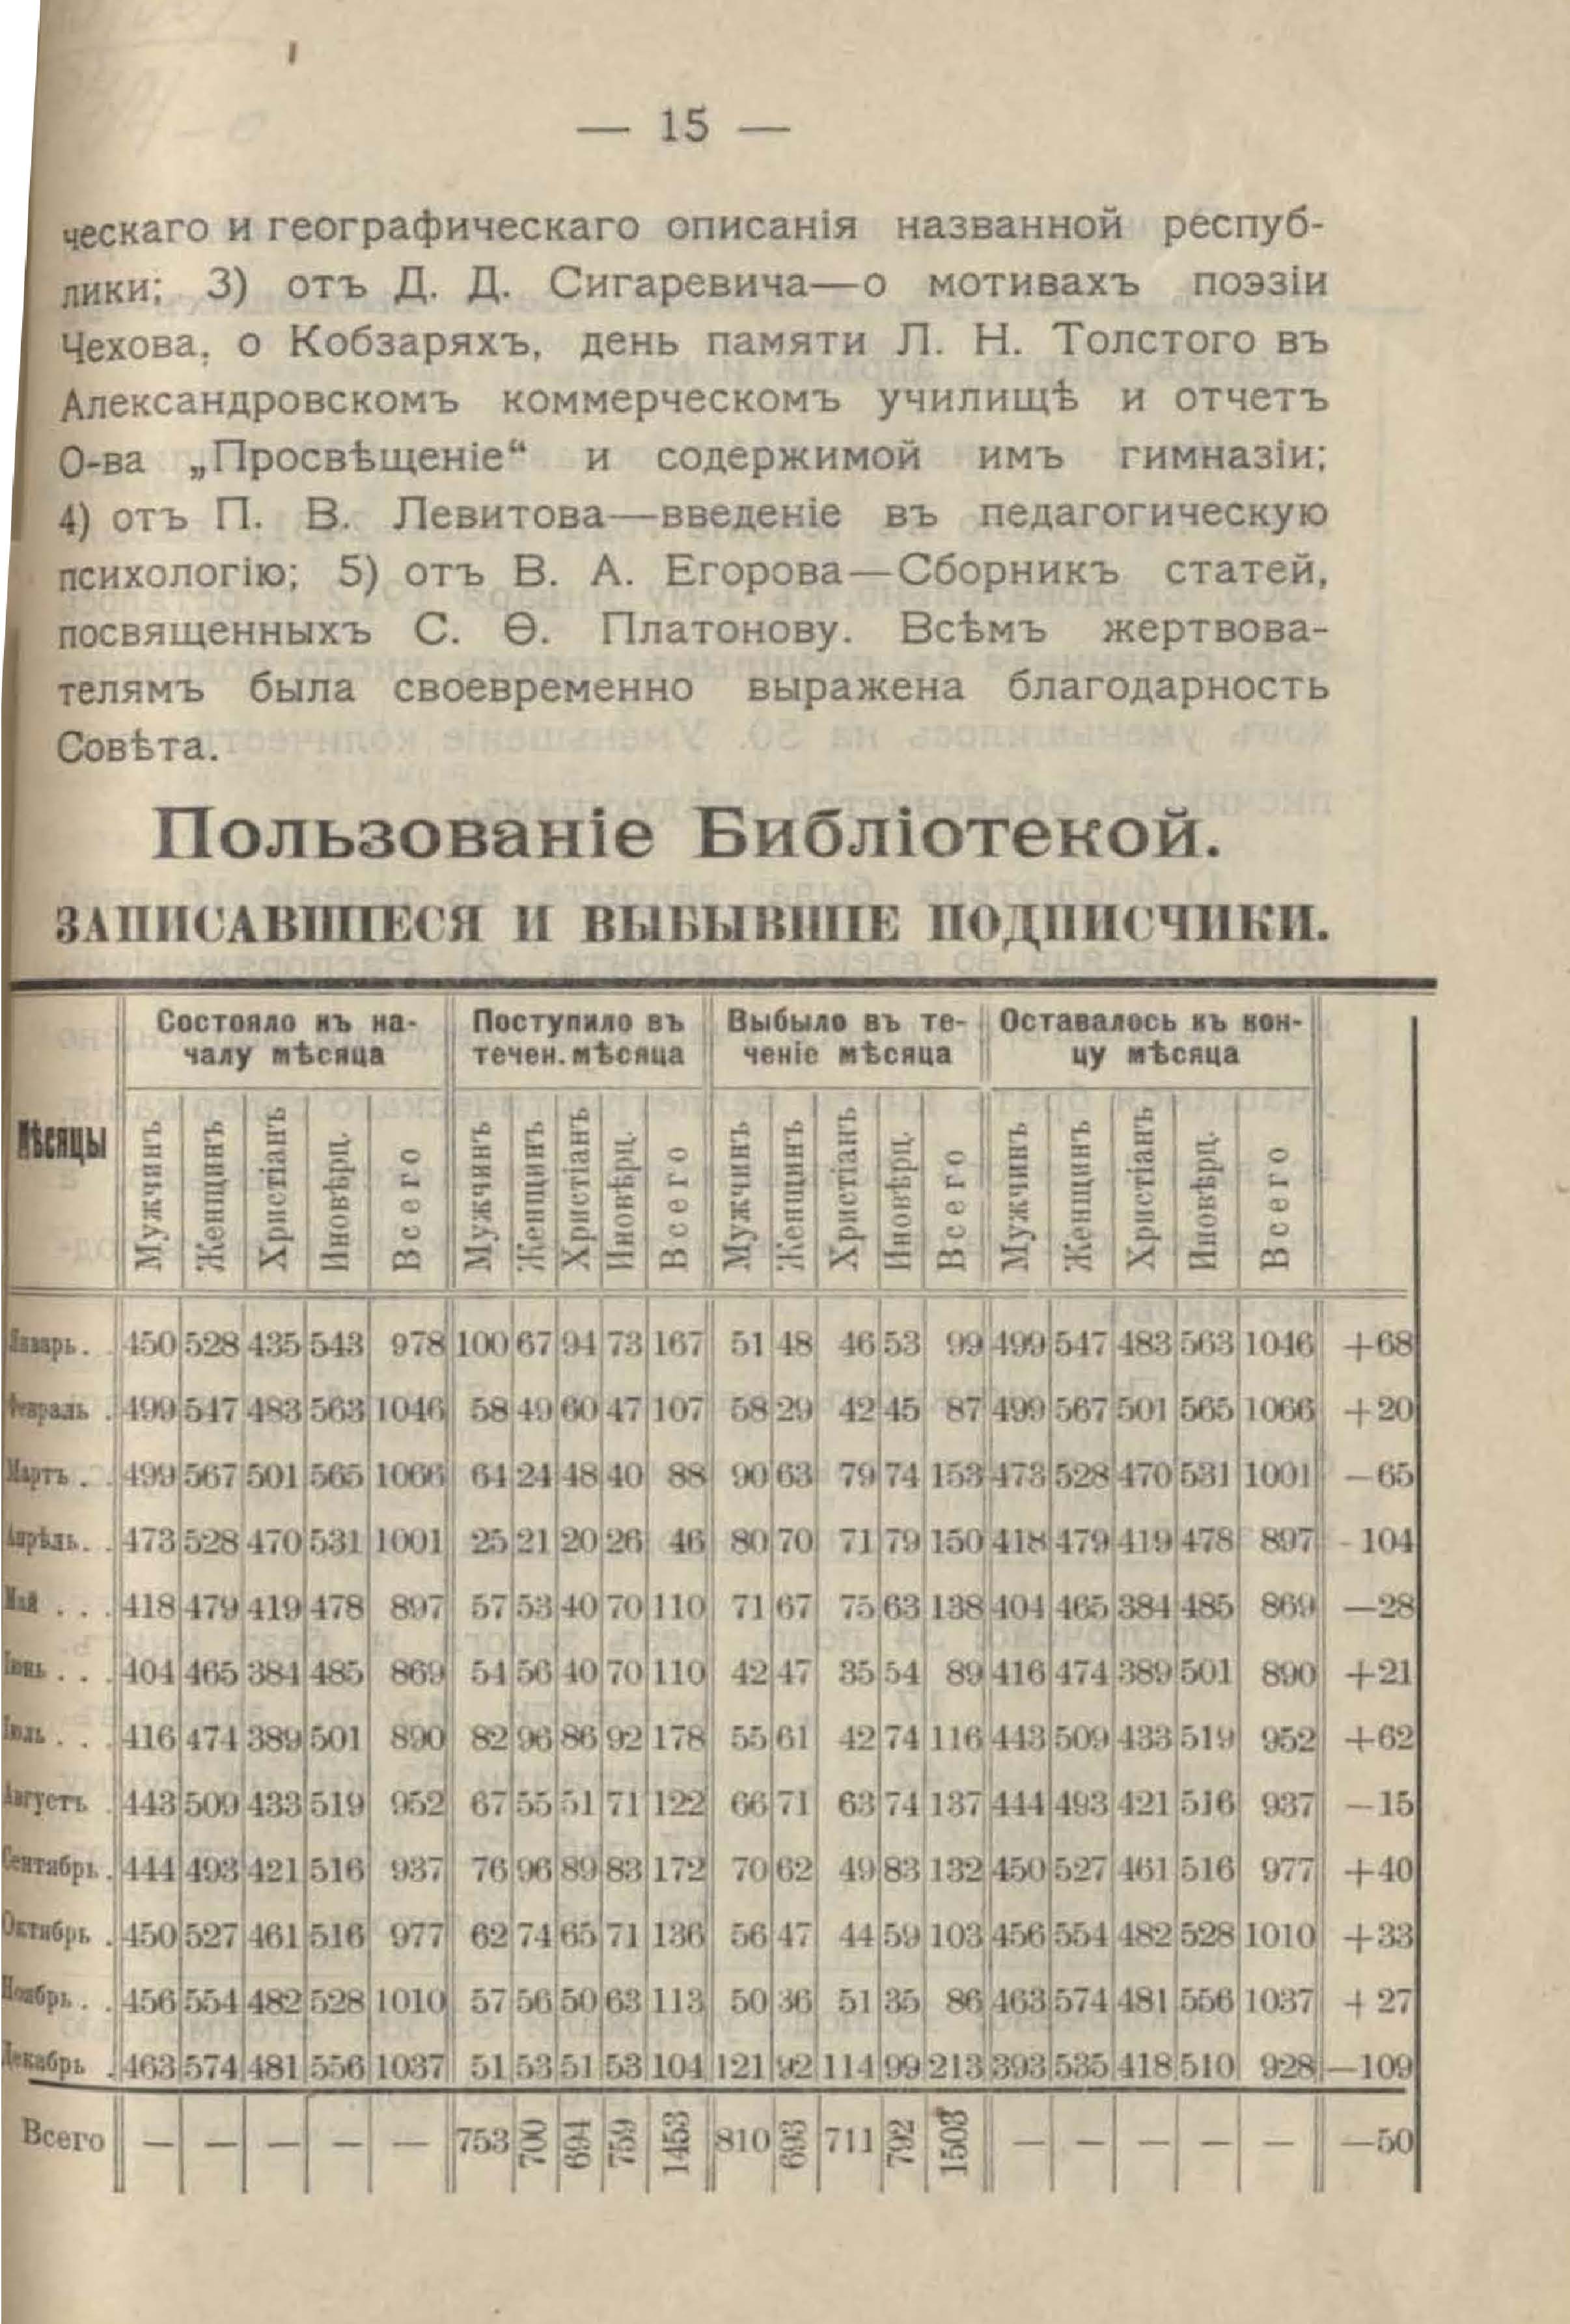 — 15 —
ческаго и географическаго описанія названной респуб-
лики; 3) отъ Д. Д. Сигаревича—о мотивахъ поэзіи
Чехова, о Кобзаряхъ, день памяти Л. Н. Толстого въ
Александровскомъ коммерческомъ училищѣ и отчетъ
О-ва „Просвѣщеніе“ и содержимой имъ гимназіи;
4) отъ П. В. Левитова—введеніе въ педагогическую
психологію; 5) отъ В. А. Егорова—Сборникъ статей,
посвященныхъ С. Ѳ. Платонову. Всѣмъ жертвова-
телямъ была своевременно выражена благодарность
Совѣта.
Пользованіе Библіотекой.
ЗАПИСАВШІЕСЯ И ВЫБЫВШІЕ ПОДПИСЧИКИ.
Мѣсяцы Состояло къ на- Поступило въ Выбыло въ те- Оставалось къ кон-
чалу мѣсяца течен. мѣсяца ченіе мѣсяца цу мѣсяца
Мужчинъ Женщинъ Христіанъ Иновѣрц. Всего Мужчинъ Женщинъ Христіанъ Иновѣрц. Всего Мужчинъ Женщинъ Христіанъ Иновѣрц. Всего Мужчинъ Женщинъ Христіанъ Иновѣрц. Всего
Январь. . 450 528 435 543 978 100 67 94 73 167 51 48 46 53 99 499 547 483 563 1046 +68
Февраль . 499 547 483 563 1046 58 49 60 47 107 58 29 42 45 87 499 567 501 565 1066 +20
Мартъ . . 499 567 501 565 1066 64 24 48 40 88 90 63 79 74 153 473 528 470 531 1001 —65
Апрѣль. . 473 528 470 531 1001 25 21 20 26 46 80 70 71 79 150 418 479 419 478 897 - 104
Май . . . 418 479 419 478 897 57 53 40 70 110 71 67 75 63 138 404 465 384 485 869 —28
Іюнь . . . 404 465 384 485 869 54 56 40 70 110 42 47 35 54 89 416 474 389 501 890 +21
Іюль . . . 416 474 389 501 890 82 96 86 92 178 55 61 42 74 116 443 509 433 519 952 +62
Августъ . 443 509 433 519 952 67 55 51 71 122 66 71 63 74 137 444 493 421 516 937 —15
Сентябрь . 444 493 421 516 937 76 96 89 83 172 70 62 49 83 132 450 527 461 516 977 +40
Октябрь . 450 527 461 516 977 62 74 65 71 136 56 47 44 59 103 456 554 482 528 1010 +33
Ноябрь . . 456 554 482 528 1010 57 56 50 63 113 50 36 51 35 86 463 574 481 556 1037 + 27
Декабрь . 463 574 481 556 1037 51 53 51 53 104 121 92 114 99 213 393 535 418 510 928 —109
Всего — — — — — 753 700 694 759 1453 810 693 711 792 1503 — — — — — —50